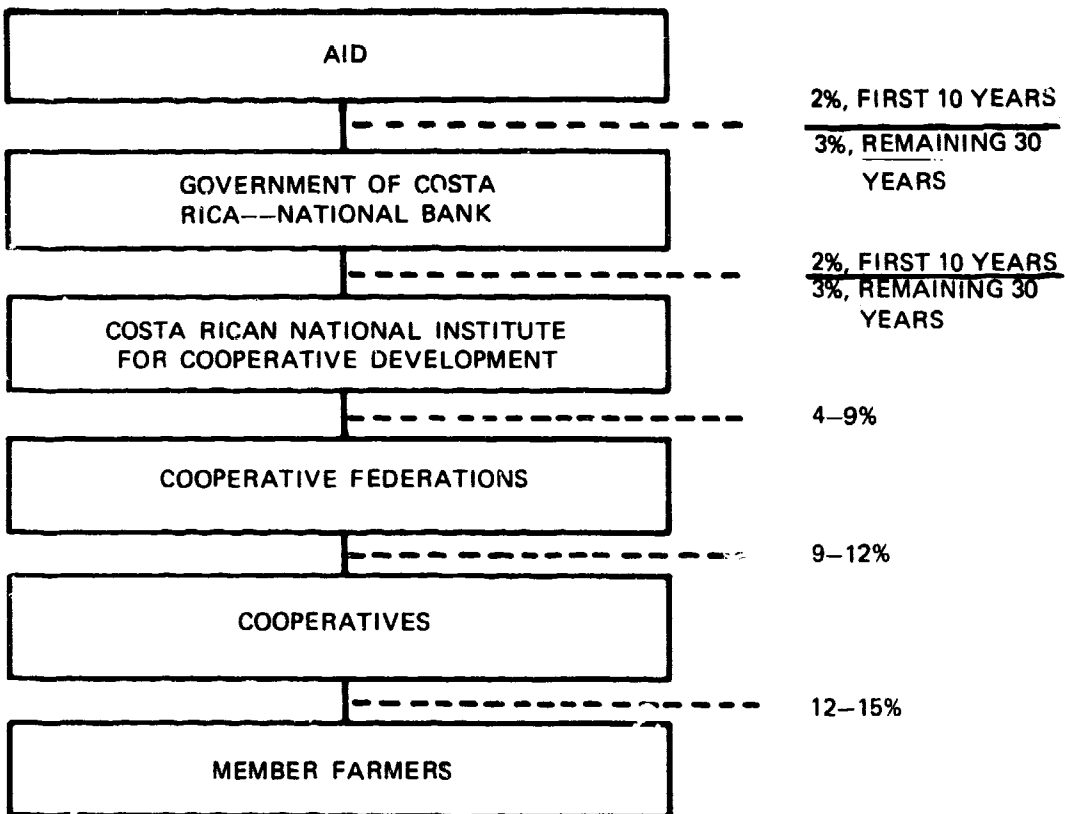 AID
2%, FIRST 10 YEARS
3%, REMAINING 30
YEARS
GOVERNMENT OF COSTA
RICA--NATIONAL BANK
2%, FIRST 10 YEARS
3%, REMAINING 30
YEARS
COSTA RICAN NATIONAL INSTITUTE
FOR COOPERATIVE DEVELOPMENT
4–9%
COOPERATIVE FEDERATIONS
9–12%
COOPERATIVES
12–15%
MEMBER FARMERS